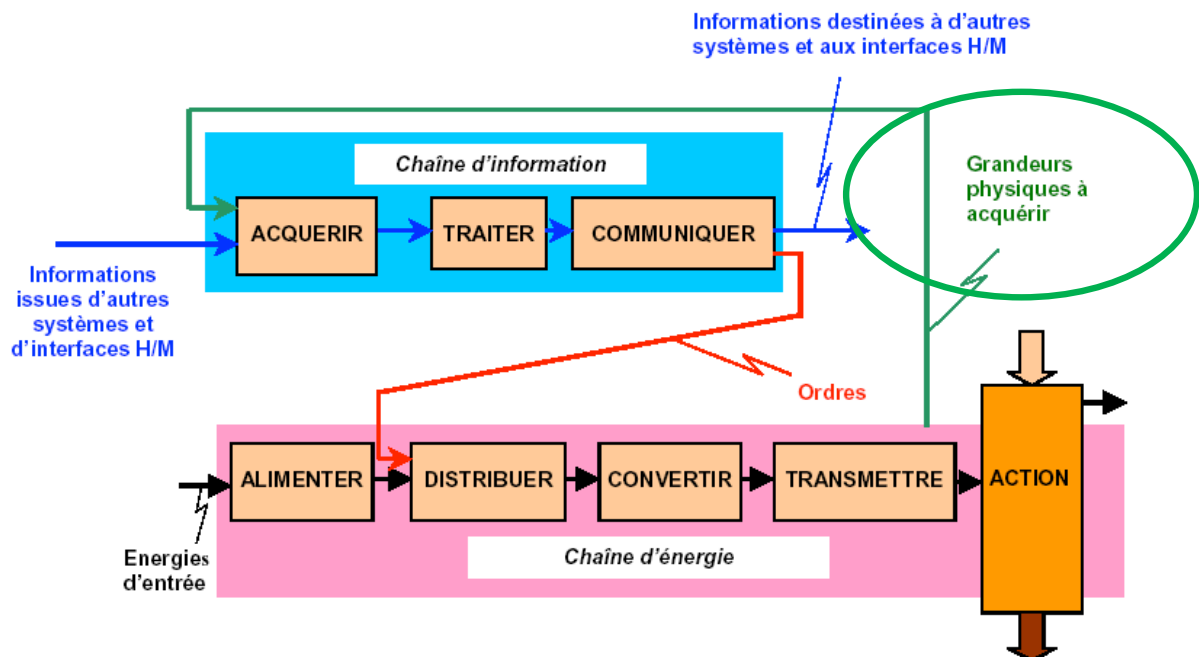 Informations destinées à d'autres
systèmes et aux interfaces H/M
Chaîne d'information
Grandeurs
physiques à
acquérir
ACQUERIR
TRAITER
COMMUNIQUER
Informations
issues d'autres
systèmes et
d'interfaces H/M
Ordres
ALIMENTER
DISTRIBUER
CONVERTIR
TRANSMETTRE
ACTION
Energies
d'entrée
Chaîne d'énergie